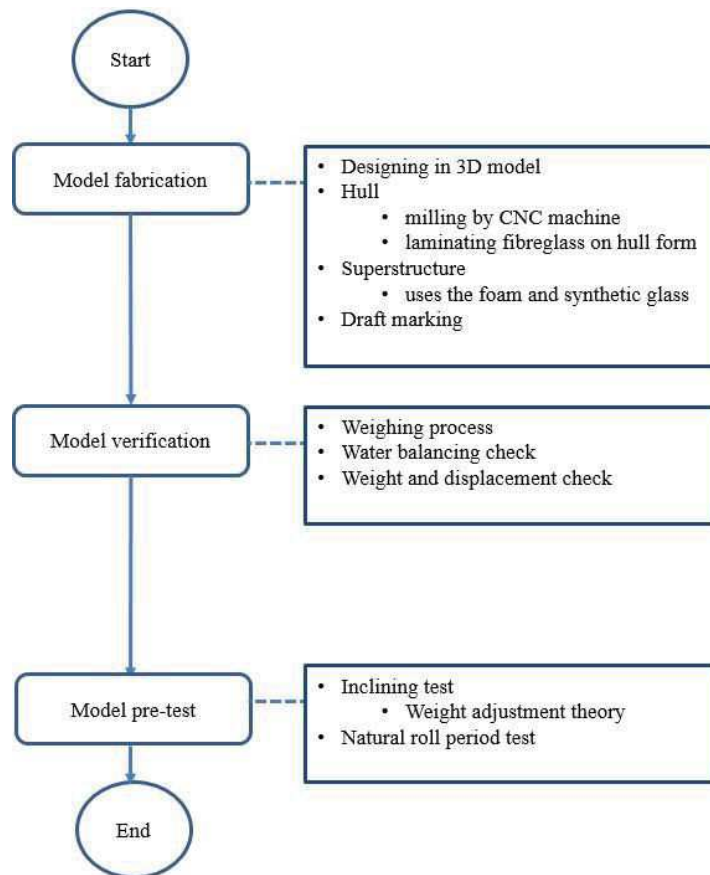 Start
Model fabrication
• Designing in 3D model
• Hull
• milling by CNC machine
• laminating fibreglass on hull form
• Superstructure
• uses the foam and synthetic glass
• Draft marking
Model verification
• Weighing process
• Water balancing check
• Weight and displacement check
Model pre-test
• Inclining test
• Weight adjustment theory
• Natural roll period test
End